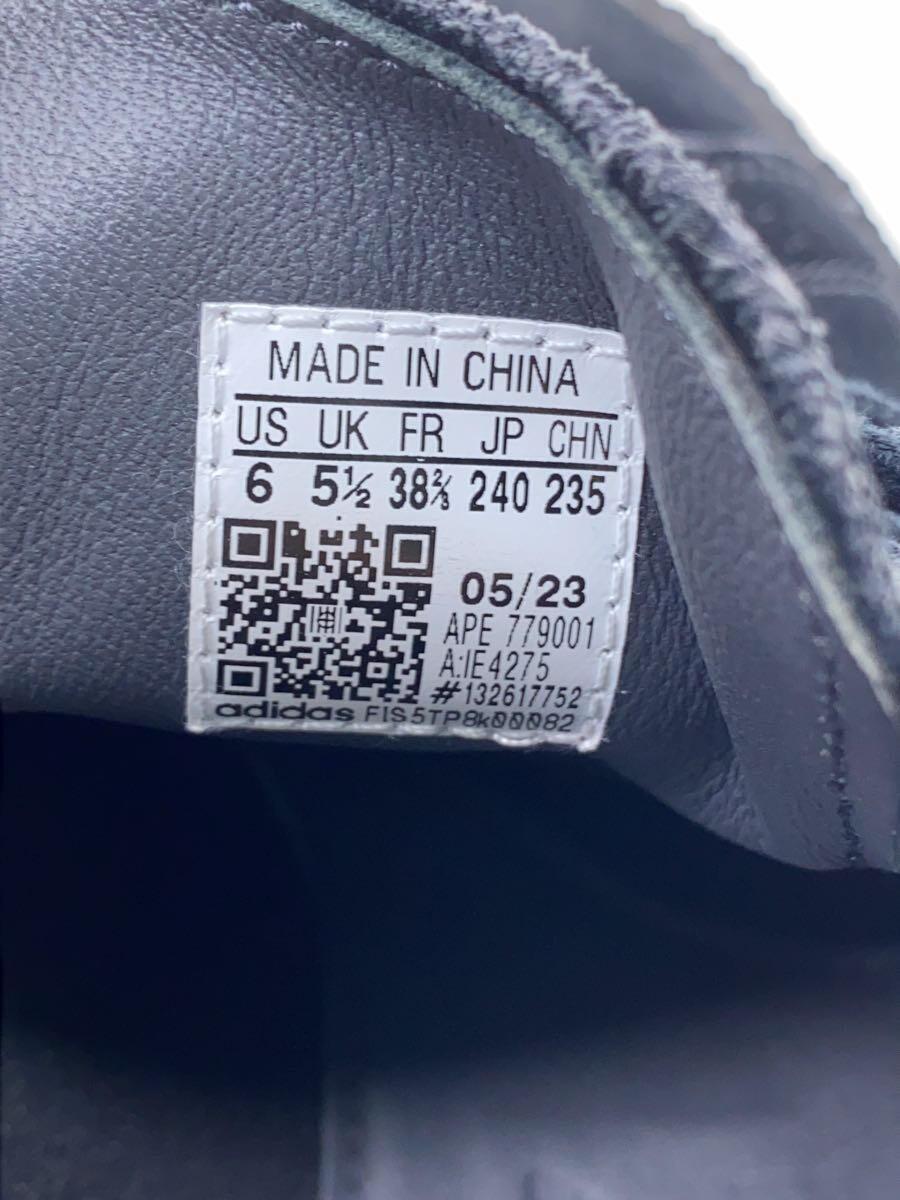 MADE IN CHINA
US UK FR JP CHN
6 5½ 38⅔ 240 235
05/23
APE 779001
A:IE4275
#132617752
adidas FIS5TP8k00082